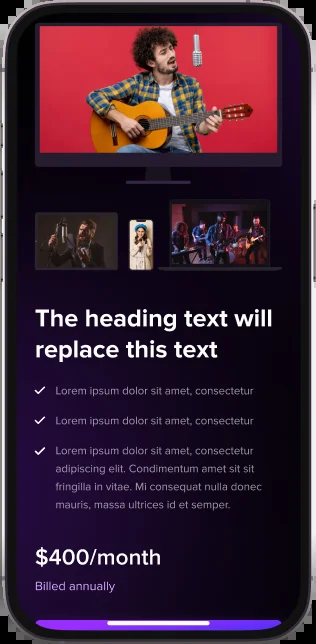 The heading text will
replace this text
Lorem ipsum dolor sit amet, consectetur
Lorem ipsum dolor sit amet, consectetur
Lorem ipsum dolor sit amet, consectetur
adipiscing elit. Condimentum amet sit sit
fringilla in vitae. Mi consequat nulla donec
mauris, massa ultrices id et semper.
$400/month
Billed annually